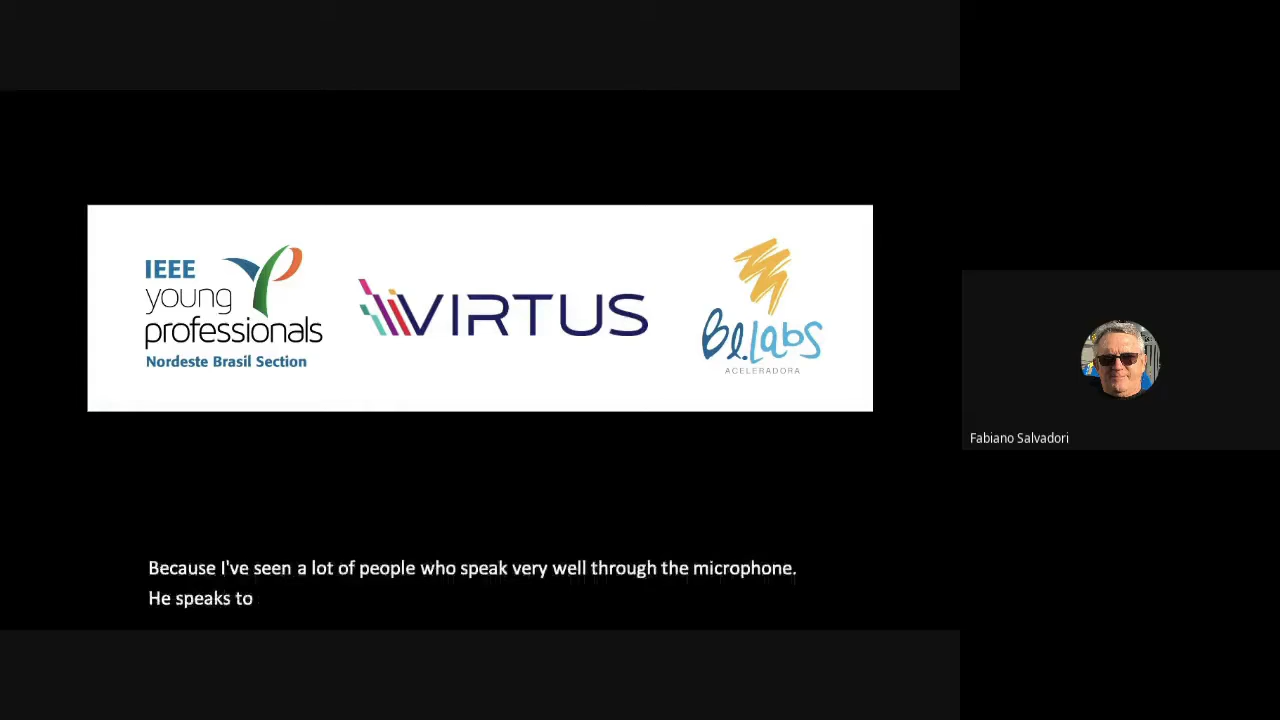 IEEE
young
professionals
Nordeste Brasil Section
VIRTUS
Be.Labs
ACELERADORA
Fabiano Salvadori
Because I've seen a lot of people who speak very well through the microphone.
He speaks to